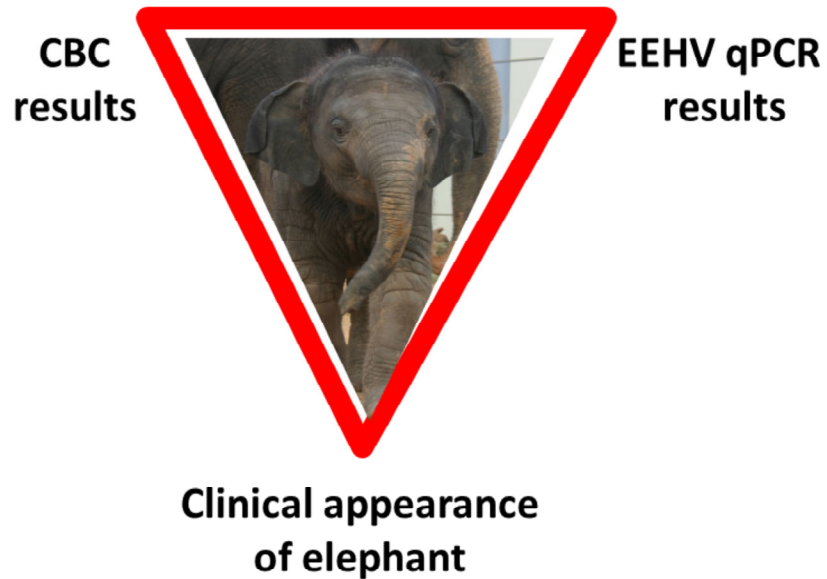 CBC
results
EEHV qPCR
results
Clinical appearance
of elephant